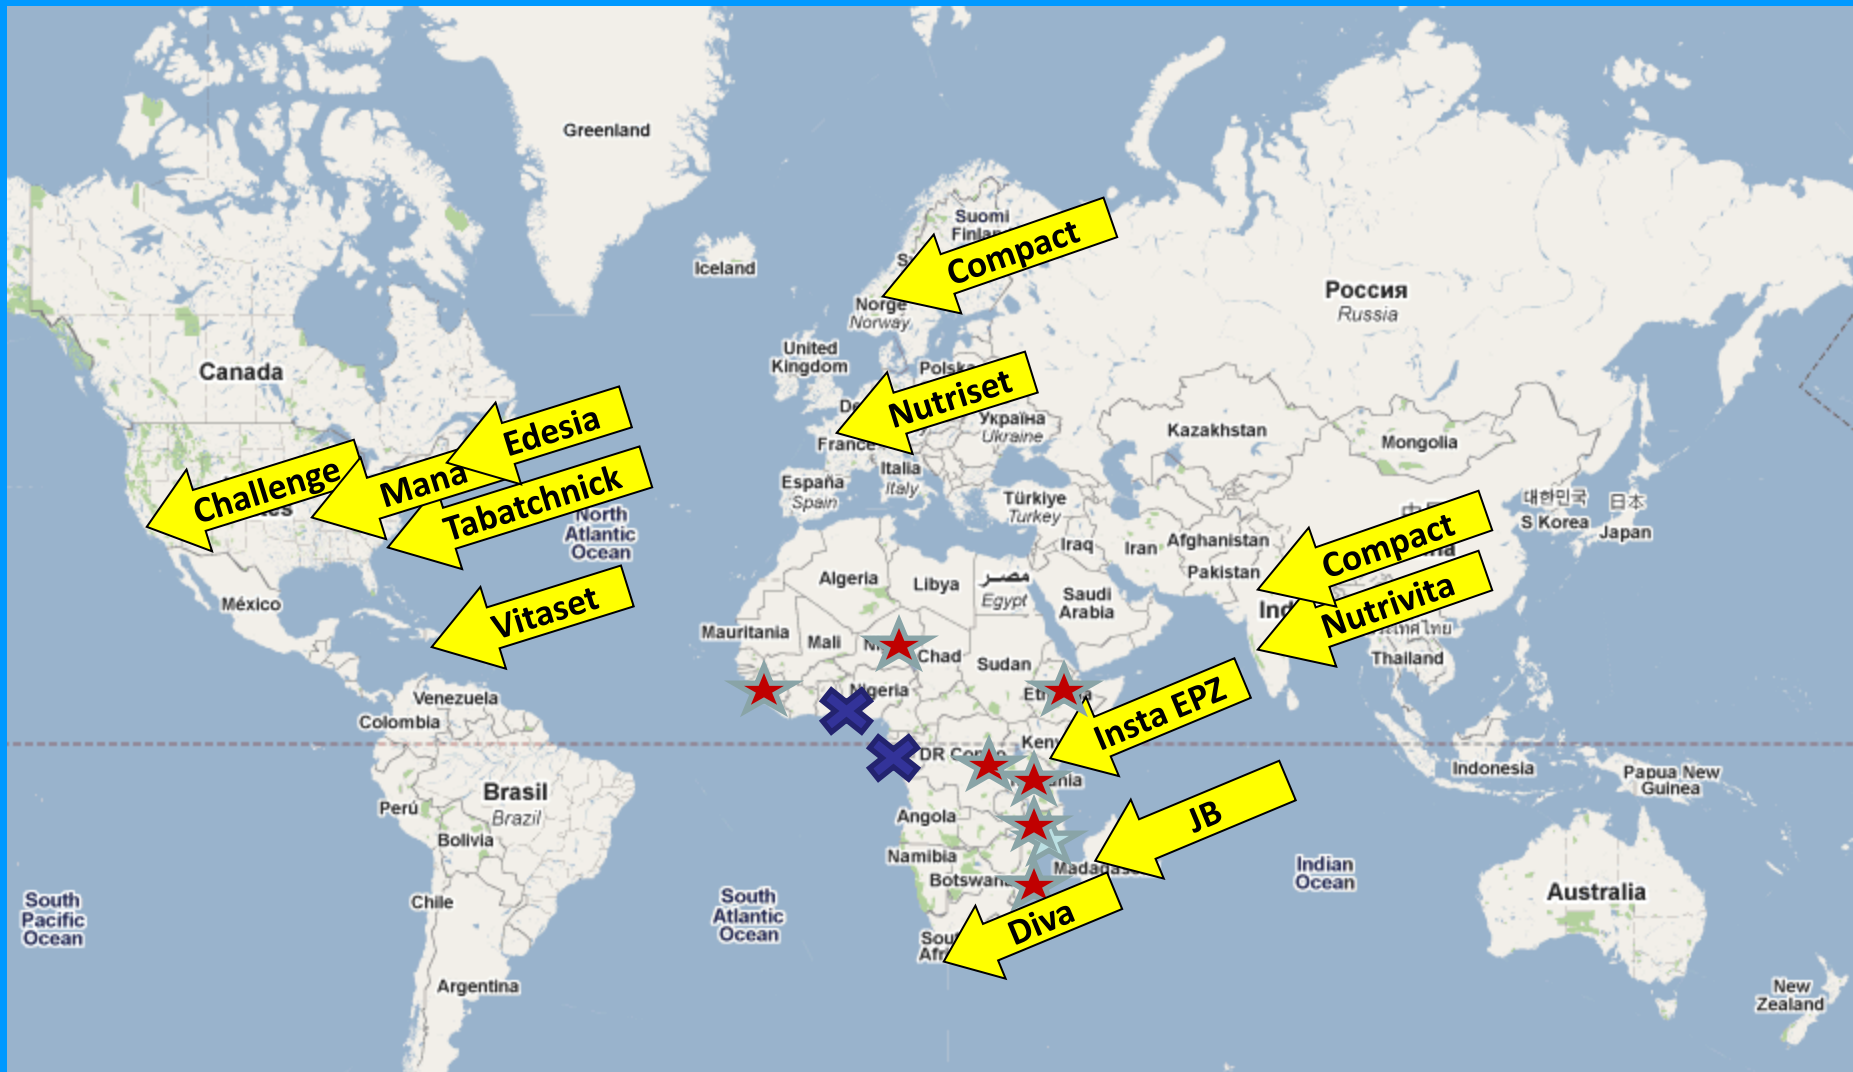 Greenland
Suomi
Compact
Iceland
Norge
Norway
Россия
Russia
United
Kingdom
Polska
Canada
Nutriset
Україна
Ukraine
France
Kazakhstan
Mongolia
Edesia
Challenge
Mana
Tabatchnick
Italia
Italy
España
Spain
Türkiye
Turkey
North
Atlantic
Ocean
대한민국
S Korea
日本
Japan
Iraq
Iran
Afghanistan
Pakistan
Compact
Nutrivita
Algeria
Libya
مصر
Egypt
Saudi
Arabia
México
Vitaset
Mauritania
Mali
Chad
Sudan
Thailand
Venezuela
Colombia
Nigeria
Insta EPZ
DR Congo
Indonesia
Papua New
Guinea
Perú
Brasil
Brazil
Bolivia
Angola
JB
Namibia
Botswana
Madagas
Indian
Ocean
Australia
South
Pacific
Ocean
Chile
South
Atlantic
Ocean
Diva
Argentina
New
Zealand